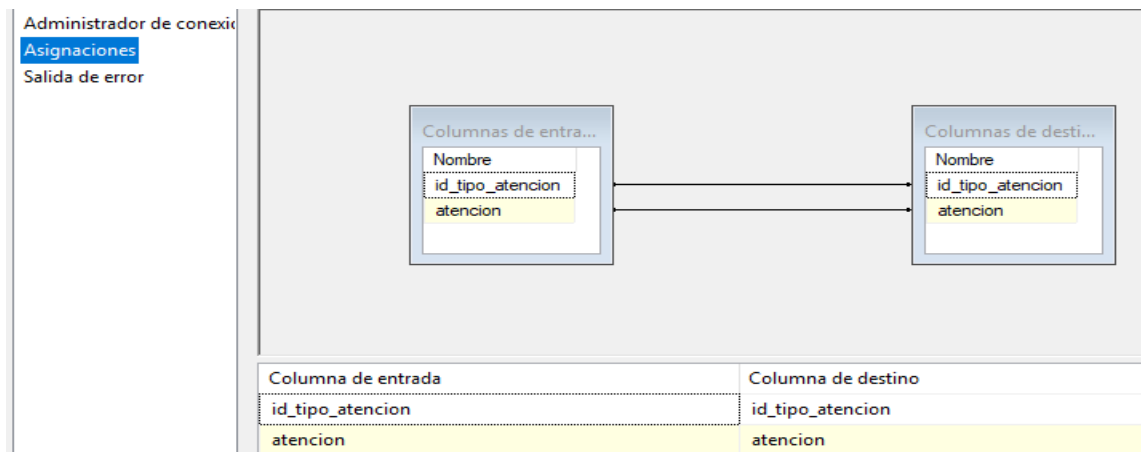 Administrador de conexi
Asignaciones
Salida de error
Columnas de entra...
Nombre
id_tipo_atencion
atencion
Columnas de desti...
Nombre
id_tipo_atencion
atencion
Columna de entrada Columna de destino
id_tipo_atencion id_tipo_atencion
atencion atencion